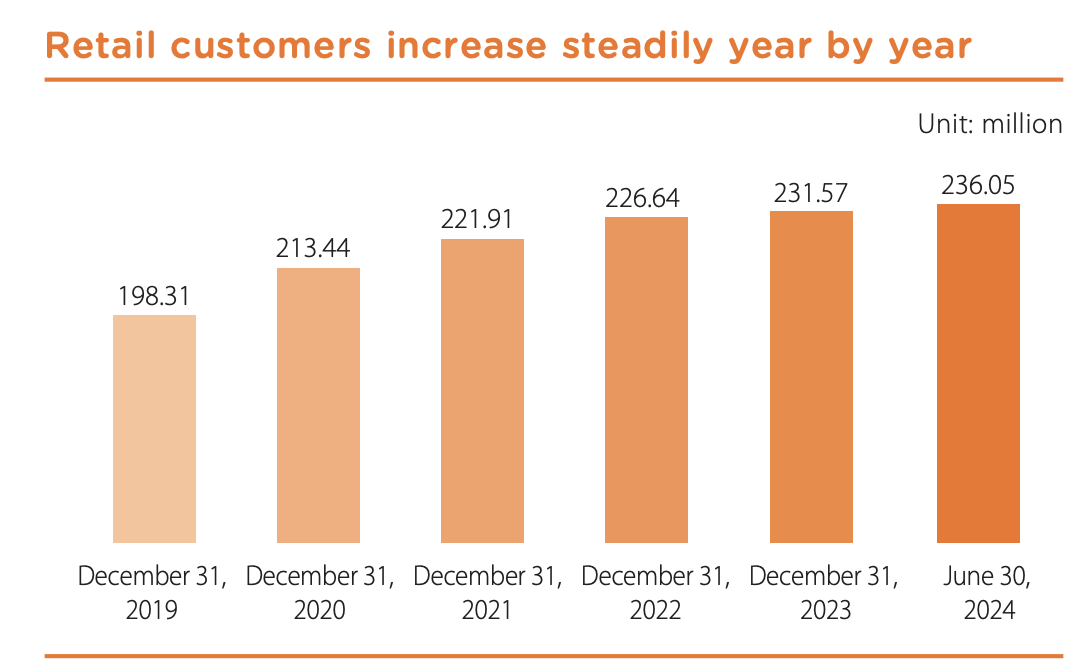 Retail customers increase steadily year by year
Unit: million
198.31
213.44
221.91
226.64
231.57
236.05
December 31,
2019
December 31,
2020
December 31,
2021
December 31,
2022
December 31,
2023
June 30,
2024